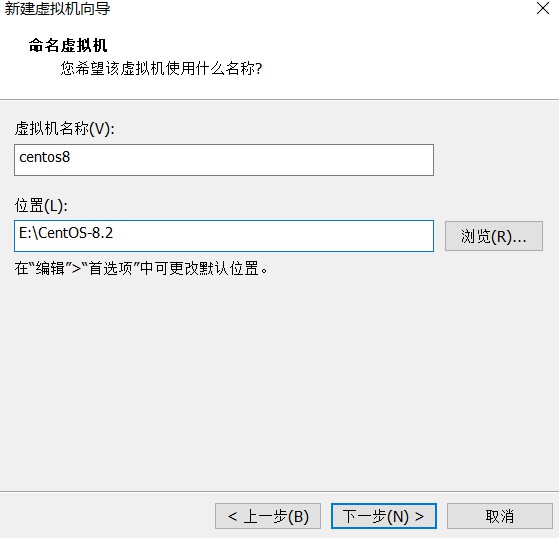 新建虚拟机向导
命名虚拟机
您希望该虚拟机使用什么名称?
虚拟机名称(V):
centos8
位置(L):
E:\CentOS-8.2
浏览(R)...
在“编辑”>“首选项”中可更改默认位置。
< 上一步(B)
下一步(N) >
取消